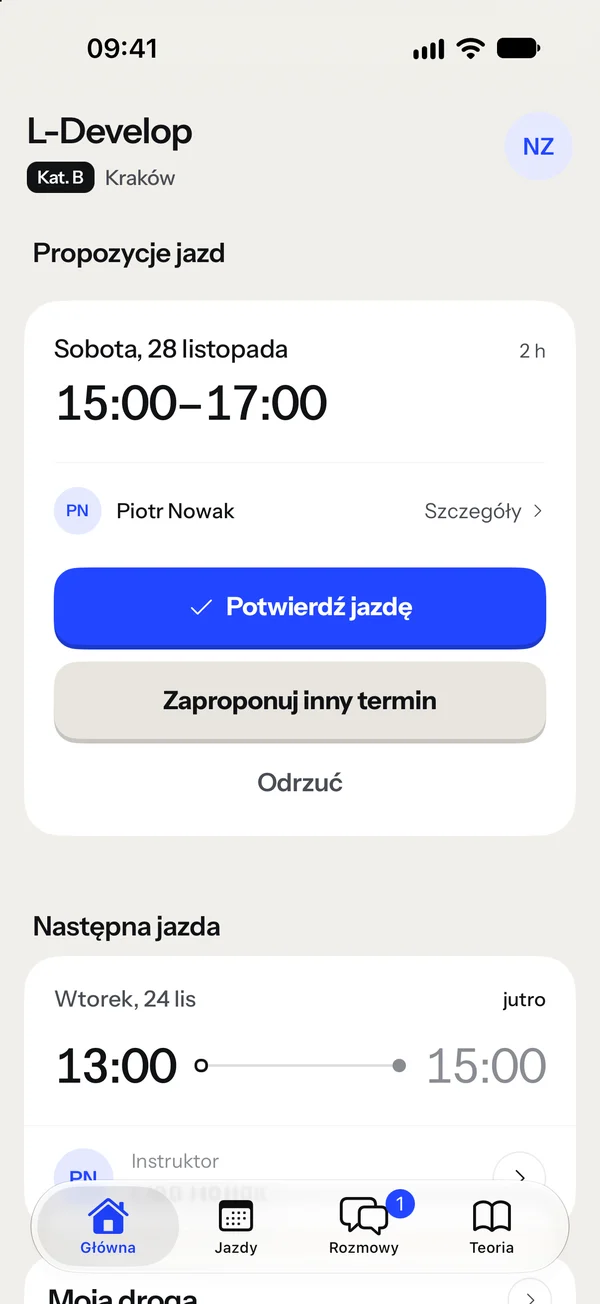 09:41
L-Develop
NZ
Kat. B Kraków
Propozycje jazd
Sobota, 28 listopada 2 h
15:00–17:00
PN Piotr Nowak Szczegóły
Potwierdź jazdę
Zaproponuj inny termin
Odrzuć
Następna jazda
Wtorek, 24 lis jutro
13:00 15:00
Instruktor
PN
1
Główna Jazdy Rozmowy Teoria
Moja droga